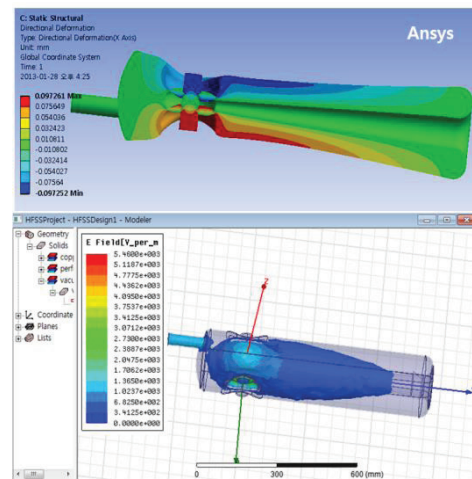 C: Static Structural
Directional Deformation
Type: Directional Deformation(X Axis)
Unit: mm
Global Coordinate System
Time: 1
2013-01-28 오후 4:25
Ansys
0.097261 Max
0.075649
0.054036
0.032423
0.010811
-0.010802
-0.032414
-0.054027
-0.07564
-0.097252 Min
HFSSProject - HFSSDesign1 - Modeler
Geometry
Solids
copp
perf
vacu
Coordinate
Planes
Lists
E Field[V_per_m
5.4600e+003
5.1187e+003
4.7775e+003
4.4362e+003
4.0950e+003
3.7537e+003
3.4125e+003
3.0712e+003
2.7300e+003
2.3887e+003
2.0475e+003
1.7062e+003
1.3650e+003
1.0237e+003
6.8250e+002
3.4125e+002
0.0000e+000
z
0 300 600 (mm)